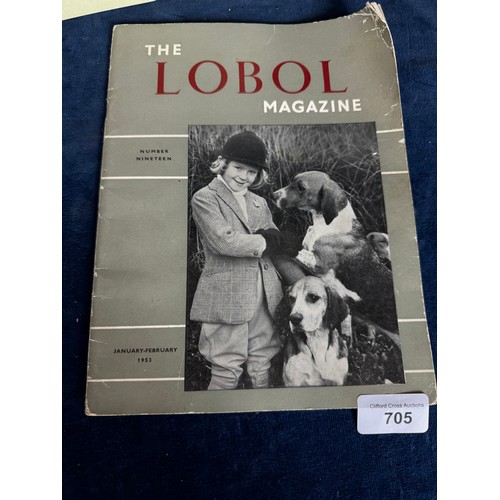 THE
LOBOL
MAGAZINE
NUMBER
NINETEEN
JANUARY-FEBRUARY
1953
Clifford Cross Auctions
705